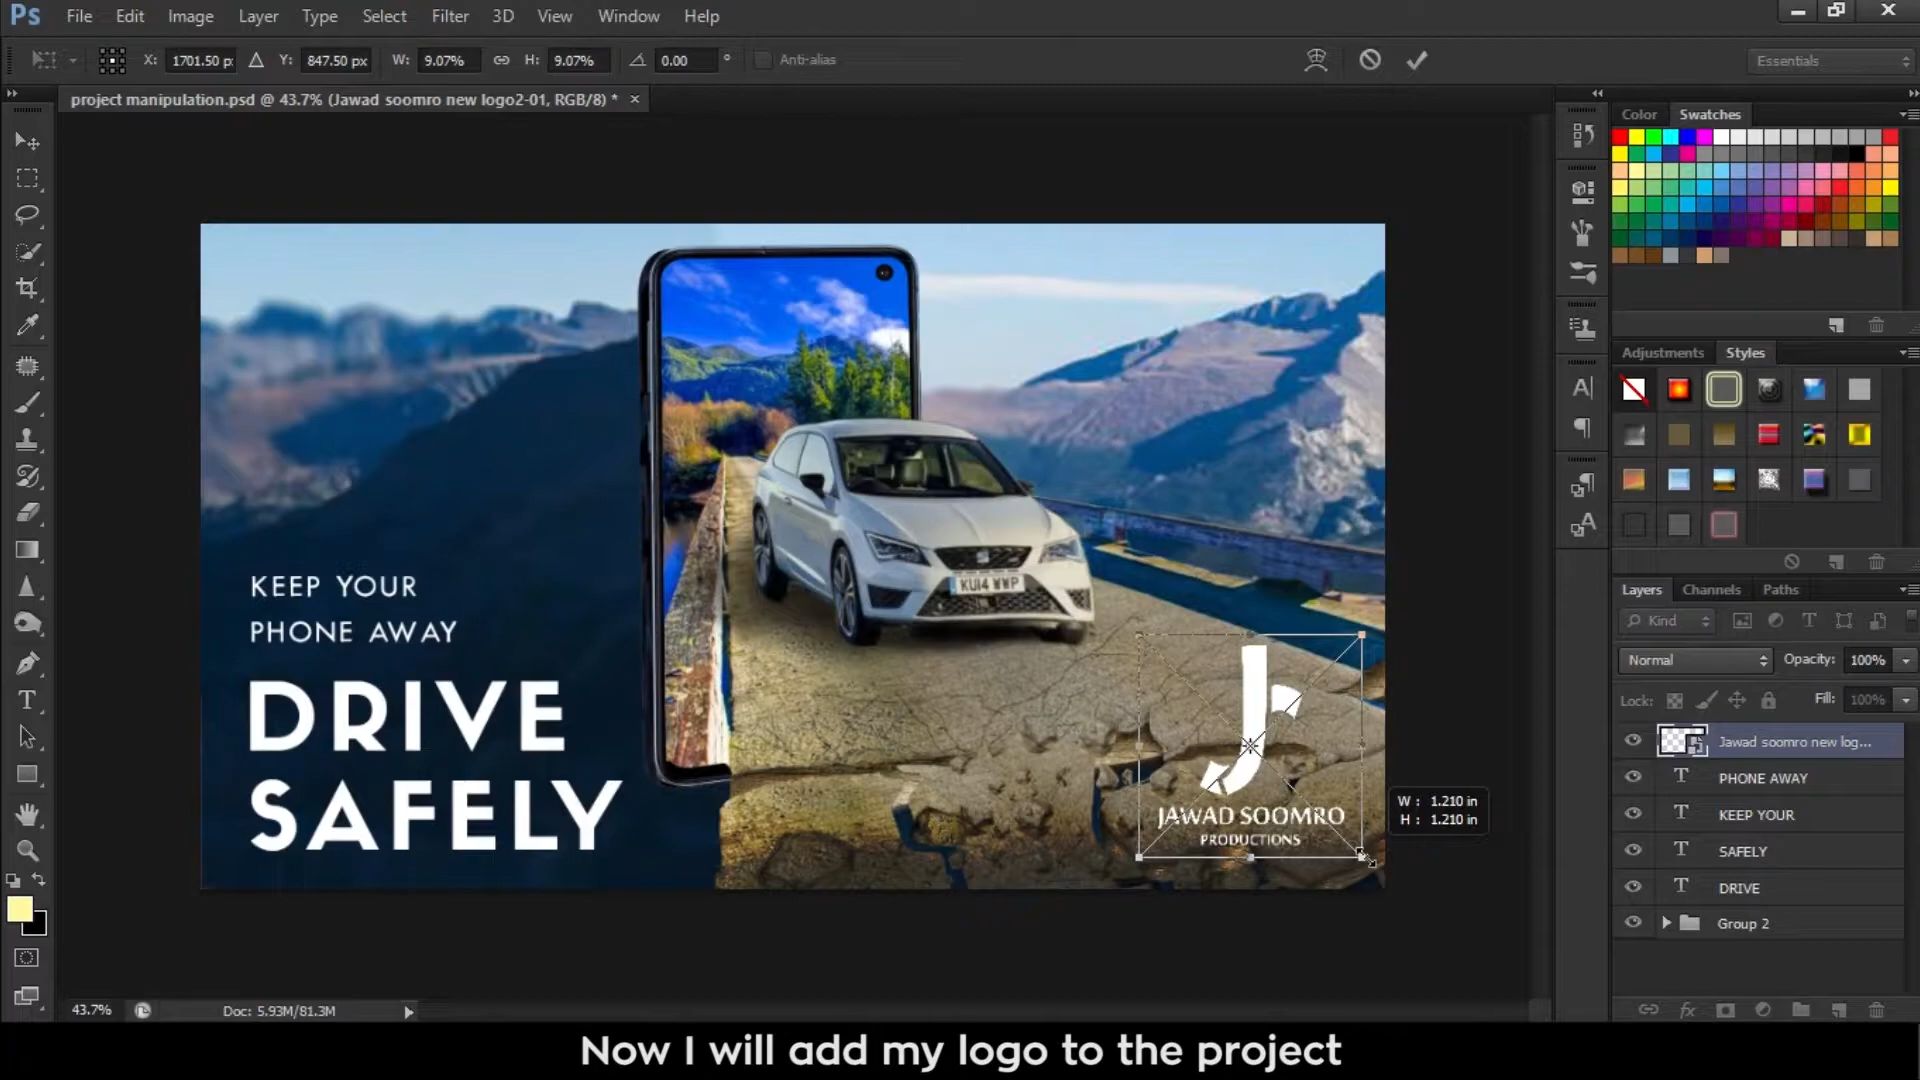 Ps File Edit Image Layer Select Type Filter 3D View Window Help
X: 1701.50 p: Y: 847.50 px W: 9.07% H: 9.07% 0.00 ° Anti-alias Essentials
project manipulation.psd @ 43.7% (Jawad soomro new logo2-01, RGB/8) * ×
Color Swatches
Adjustments Styles
KEEP YOUR
PHONE AWAY
DRIVE
SAFELY
KU14 WWP
J
JAWAD SOOMRO
PRODUCTIONS
W : 1.210 in
H : 1.210 in
Layers Channels Paths
Kind
Normal Opacity: 100%
Lock: Fill: 100%
Jawad soomro new log...
T PHONE AWAY
T KEEP YOUR
T SAFELY
T DRIVE
Group 2
43.7% Doc: 5.93M/81.3M
Now I will add my logo to the project